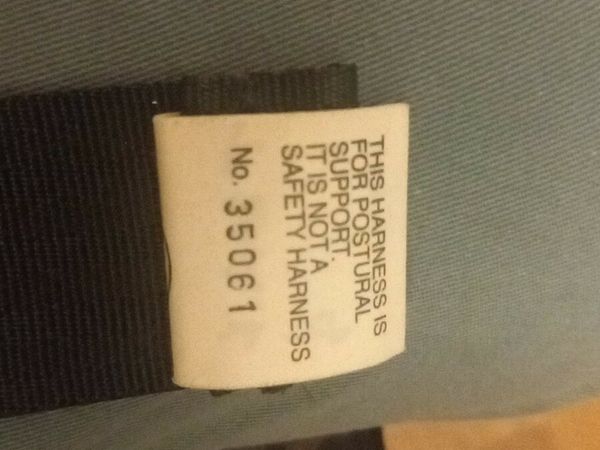 THIS HARNESS IS
FOR POSTURAL
SUPPORT.
IT IS NOT A
SAFETY HARNESS
No. 35061